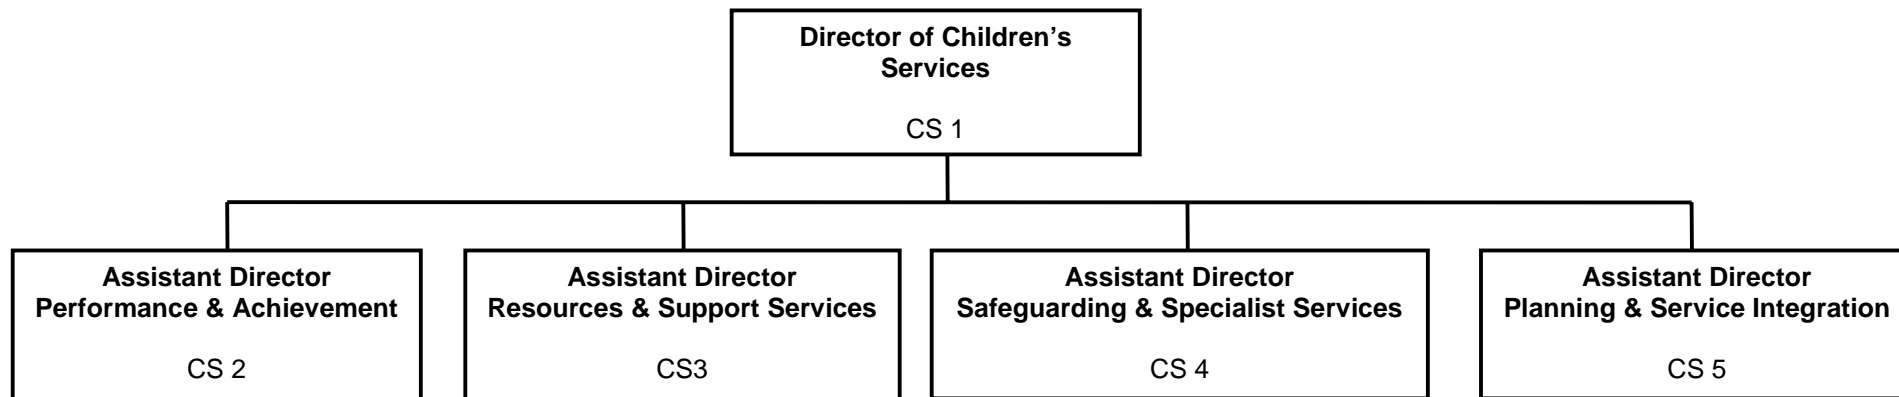 Director of Children’s
Services
CS 1
Assistant Director
Performance & Achievement
CS 2
Assistant Director
Resources & Support Services
CS3
Assistant Director
Safeguarding & Specialist Services
CS 4
Assistant Director
Planning & Service Integration
CS 5